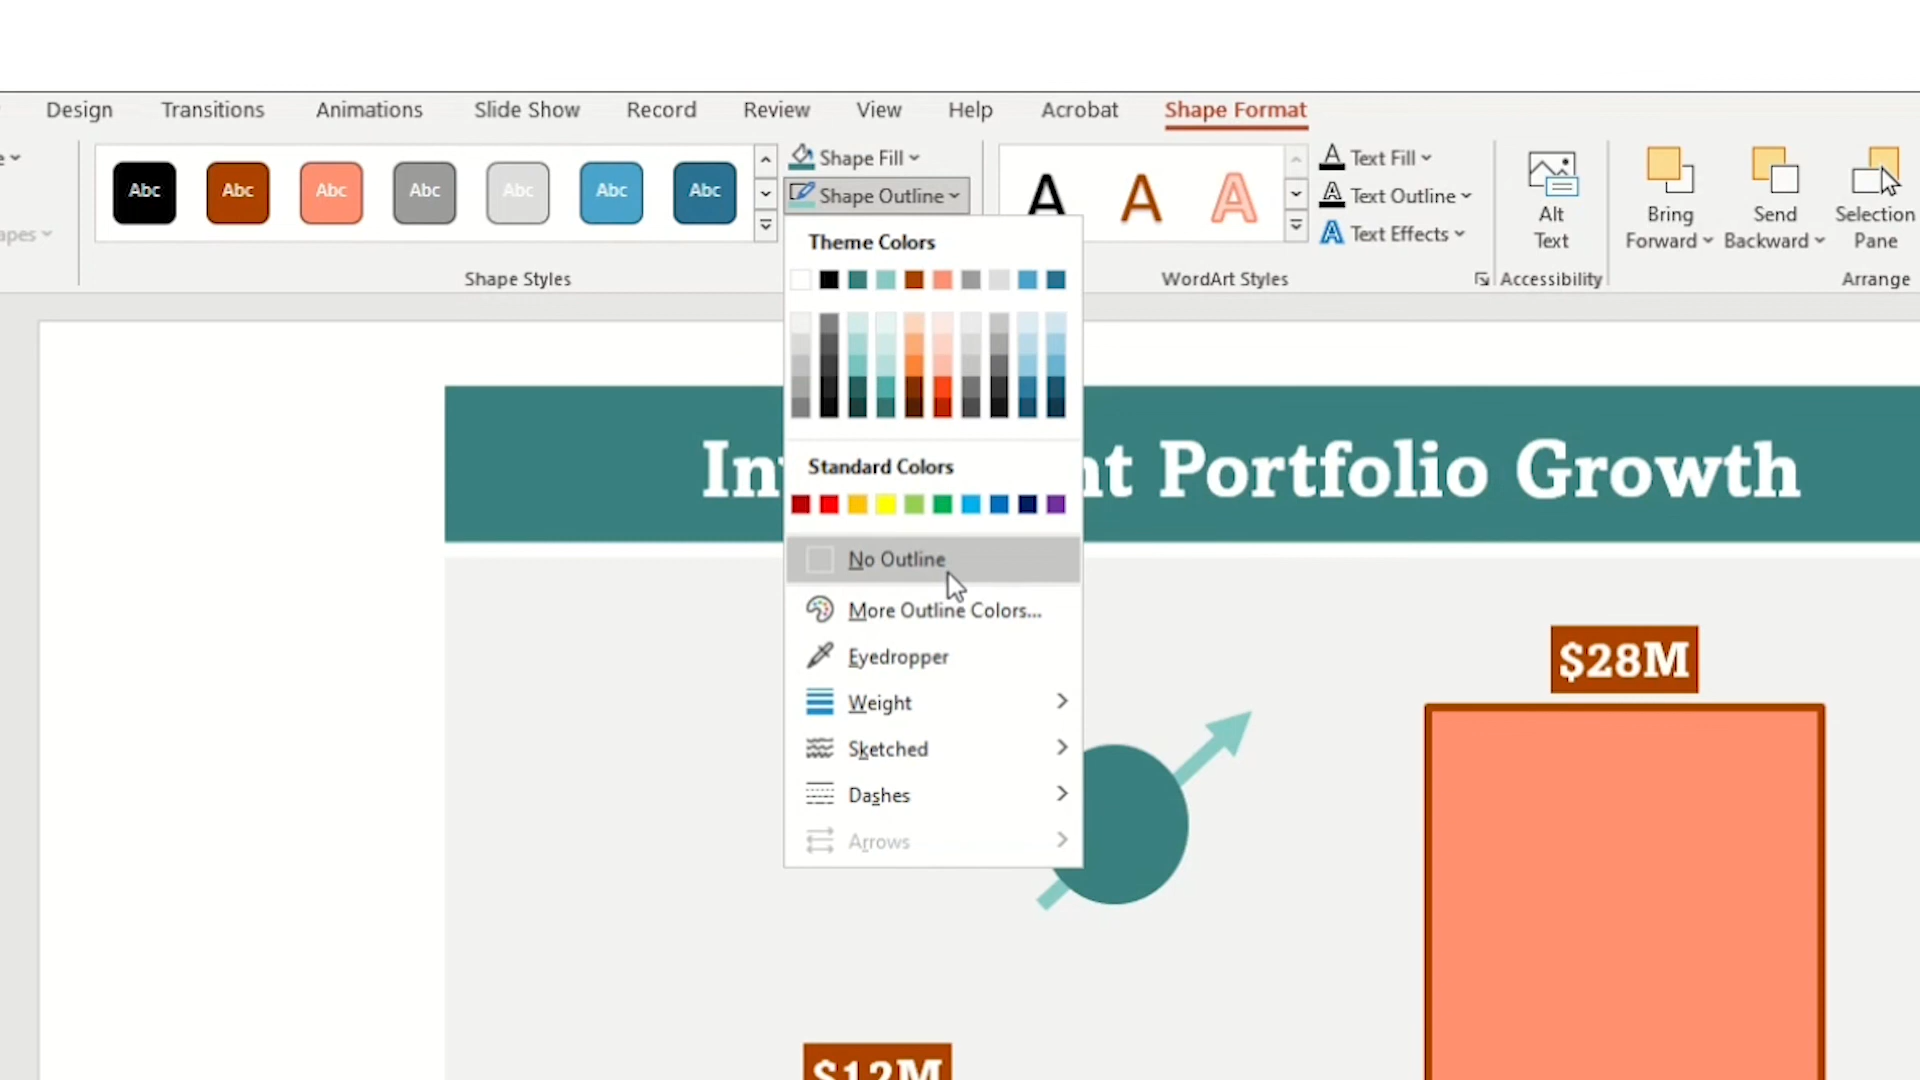 Design Transitions Animations Slide Show Record Review View Help Acrobat Shape Format
Abc Abc Abc Abc Abc Abc Abc
Shape Styles
Shape Fill
Shape Outline
A A A
WordArt Styles
Text Fill
Text Outline
Text Effects
Alt
Text
Accessibility
Bring
Forward
Send
Backward
Selection
Pane
Arrange
Theme Colors
Standard Colors
No Outline
More Outline Colors...
Eyedropper
Weight
Sketched
Dashes
Arrows
Portfolio Growth
$28M
$12M